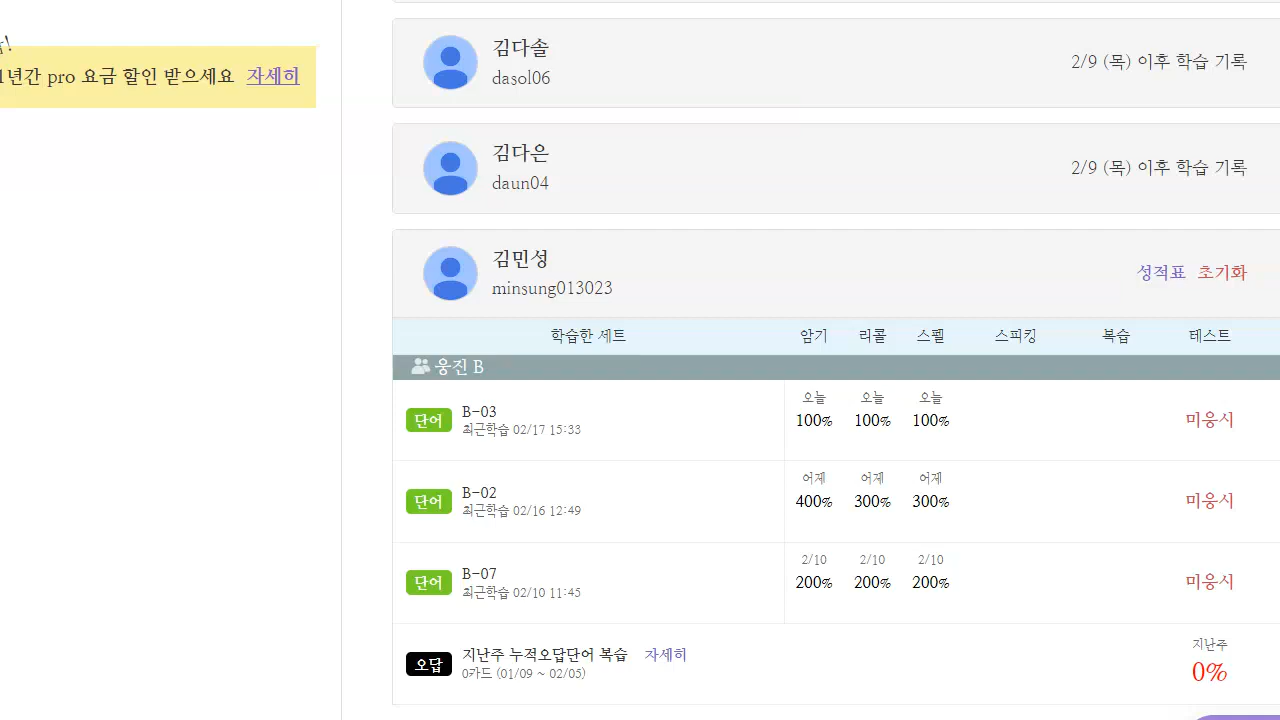 !
1년간 pro 요금 할인 받으세요 자세히
김다솔
dasol06
2/9 (목) 이후 학습 기록
김다은
daun04
2/9 (목) 이후 학습 기록
김민성
minsung013023
성적표 초기화
학습한 세트 암기 리콜 스펠 스피킹 복습 테스트
웅진 B
단어 B-03
최근학습 02/17 15:33
오늘 오늘 오늘
100% 100% 100%
미응시
단어 B-02
최근학습 02/16 12:49
어제 어제 어제
400% 300% 300%
미응시
단어 B-07
최근학습 02/10 11:45
2/10 2/10 2/10
200% 200% 200%
미응시
오답 지난주 누적오답단어 복습 자세히
0카드 (01/09 ~ 02/05)
지난주
0%